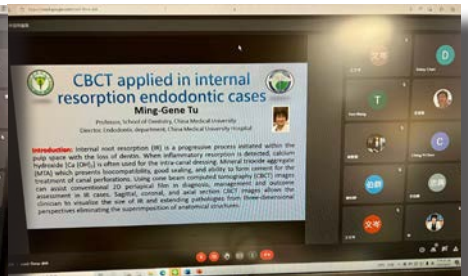 CBCT applied in internal
resorption endodontic cases
Ming-Gene Tu
Professor, School of Dentistry, China Medical University
Director, Endodontic department, China Medical University Hospital
Introduction: Internal root resorption (IR) is a progressive process initiated within the
pulp space with the loss of dentin. When inflammatory resorption is detected, calcium
hydroxide [Ca (OH)₂] is often used for the intra-canal dressing. Mineral trioxide aggregate
(MTA) which presents biocompatibility, good sealing, and ability to form cement for the
treatment of canal perforations. Using cone beam computed tomography (CBCT) images
can assist conventional 2D periapical film in diagnosis, management and outcome
assessment in IR cases. Sagittal, coronal, and axial section CBCT images allows the
clinician to visualize the size of IR and extending pathologies from three-dimensional
perspectives eliminating the superimposition of anatomical structures.
文岑
D
T
文岑